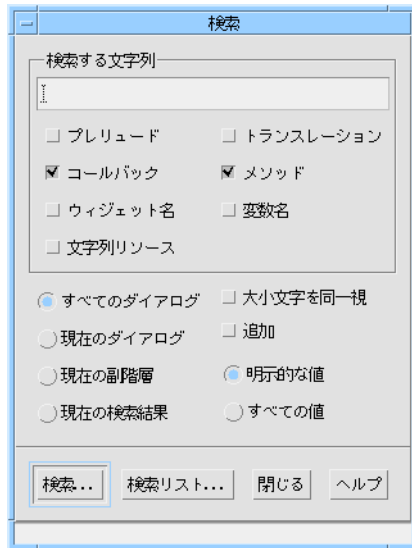 検索
検索する文字列
プレリュード
トランスレーション
コールバック
メソッド
ウィジェット名
変数名
文字列リソース
すべてのダイアログ
大小文字を同一視
現在のダイアログ
追加
現在の副階層
明示的な値
現在の検索結果
すべての値
検索...
検索リスト...
閉じる
ヘルプ